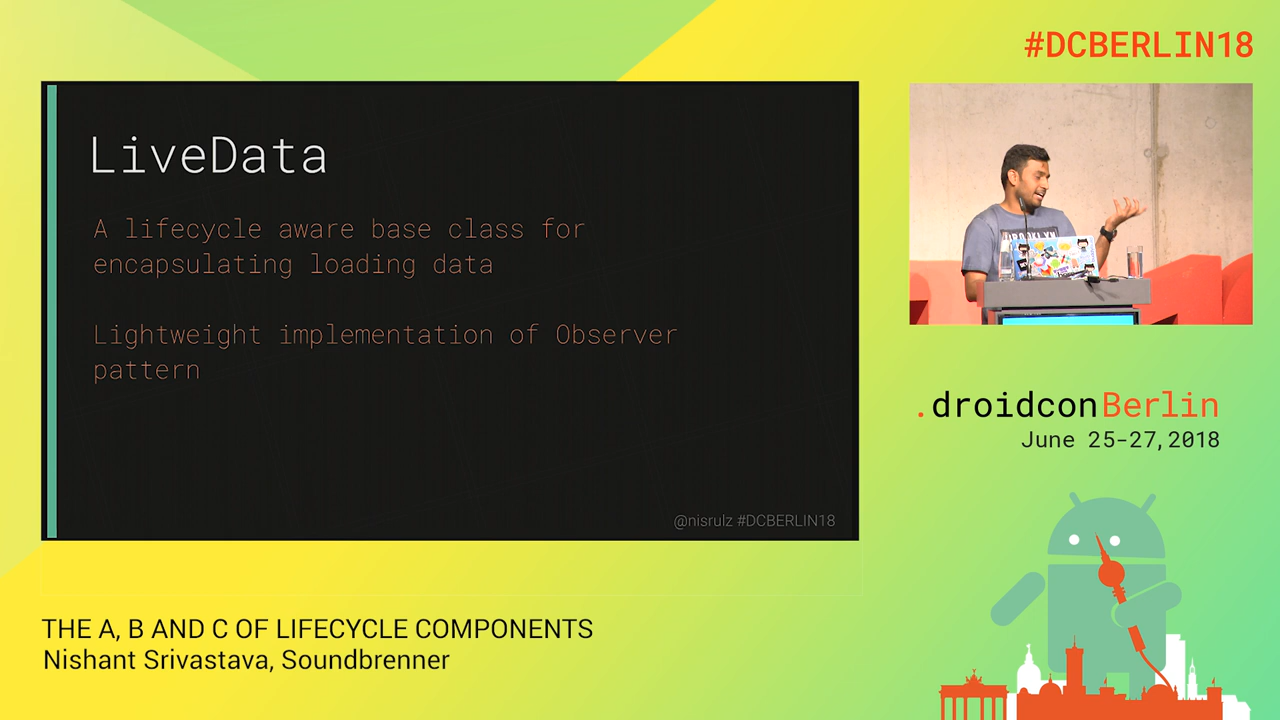 #DCBERLIN18
LiveData
A lifecycle aware base class for
encapsulating loading data
Lightweight implementation of Observer
pattern
@nisrulz #DCBERLIN18
BROOKLYN
.droidconBerlin
June 25-27, 2018
THE A, B AND C OF LIFECYCLE COMPONENTS
Nishant Srivastava, Soundbrenner